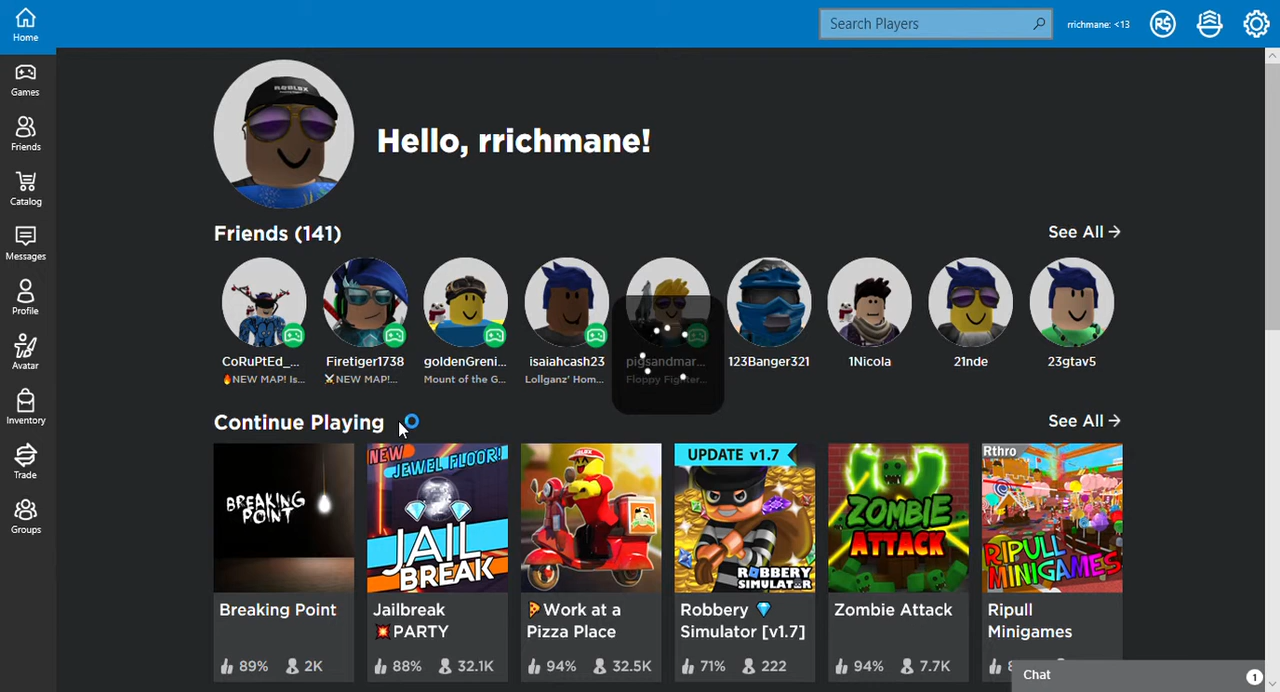 Home
Search Players
rrichmane: <13
R$
Games
Friends
Catalog
Messages
Profile
Avatar
Inventory
Trade
Groups
ROBLOX
Hello, rrichmane!
Friends (141)
See All
CoRuPtEd_...
Firetiger1738
goldenGreni...
isaiahcash23
pigsandmar...
123Banger321
1Nicola
21nde
23gtav5
NEW MAP! Is...
NEW MAP!...
Mount of the G...
Lollganz' Hom...
Floppy Fighter...
Continue Playing
See All
BREAKING
POINT
NEW
JEWEL FLOOR!
JAIL
BREAK
UPDATE v1.7
ROBBERY
SIMULATOR
ZOMBIE
ATTACK
Rthro
RIPULL
MINIGAMES
Breaking Point
Jailbreak
PARTY
Work at a
Pizza Place
Robbery
Simulator [v1.7]
Zombie Attack
Ripull
Minigames
89% 2K
88% 32.1K
94% 32.5K
71% 222
94% 7.7K
Chat
1